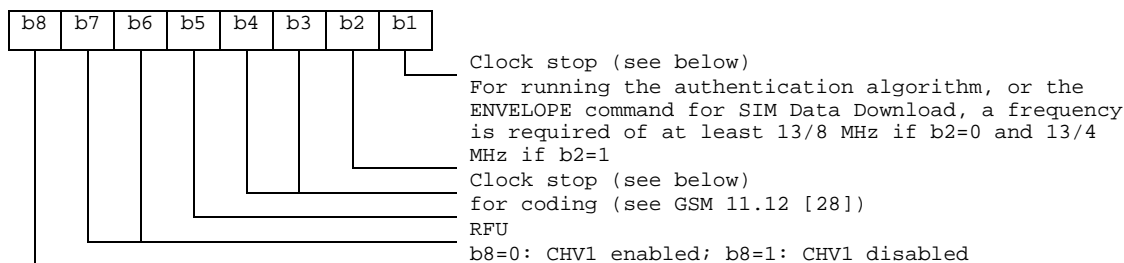 b8 b7 b6 b5 b4 b3 b2 b1
Clock stop (see below)
For running the authentication algorithm, or the
ENVELOPE command for SIM Data Download, a frequency
is required of at least 13/8 MHz if b2=0 and 13/4
MHz if b2=1
Clock stop (see below)
for coding (see GSM 11.12 [28])
RFU
b8=0: CHV1 enabled; b8=1: CHV1 disabled